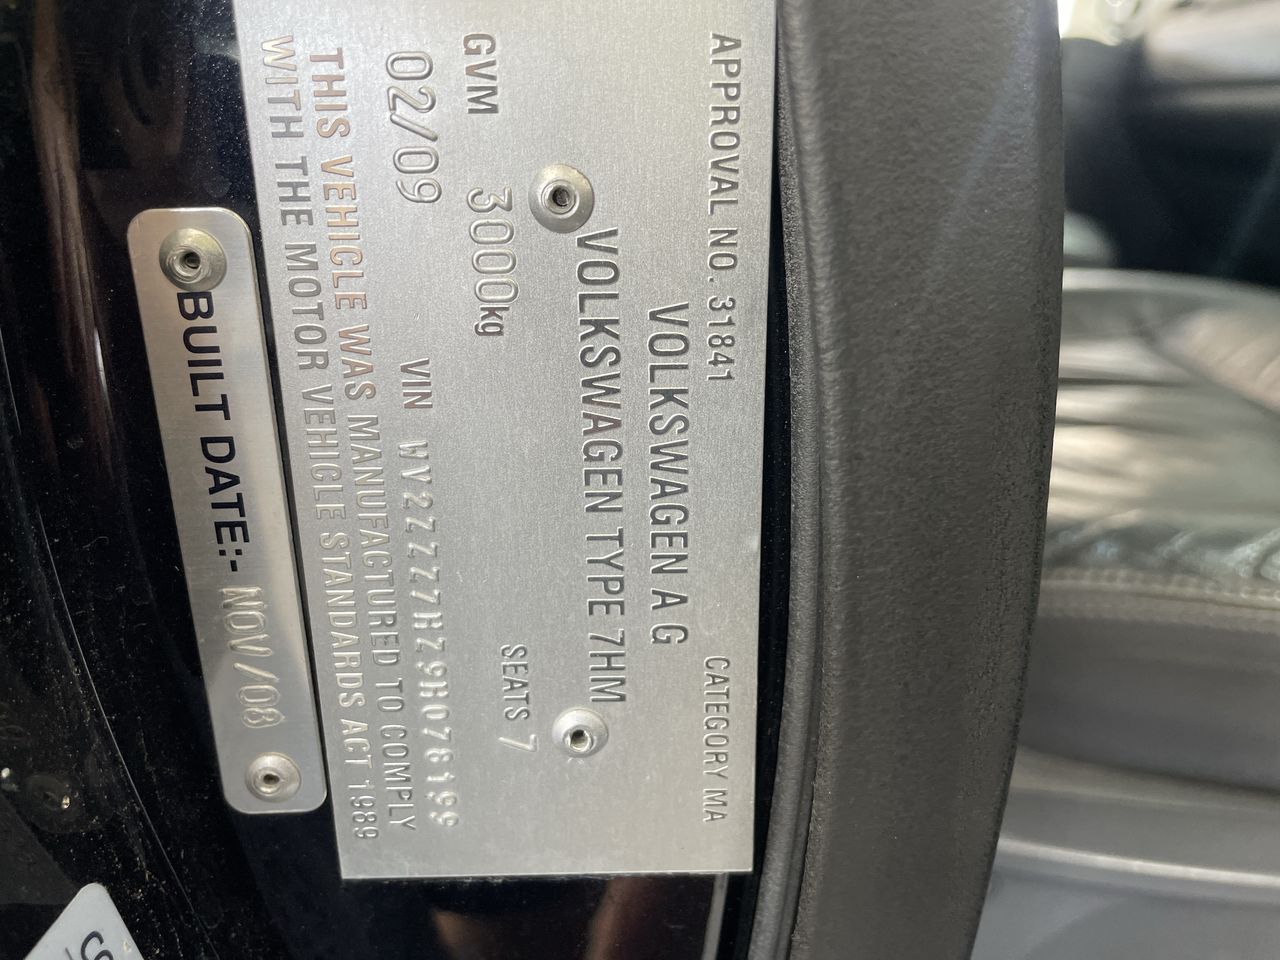 APPROVAL NO. 31841 CATEGORY MA
VOLKSWAGEN A G
VOLKSWAGEN TYPE 7HM
GVM 3000kg SEATS 7
02/09 VIN WV2ZZZ7HZ9H078199
THIS VEHICLE WAS MANUFACTURED TO COMPLY
WITH THE MOTOR VEHICLE STANDARDS ACT 1989
BUILT DATE:- NOV/08